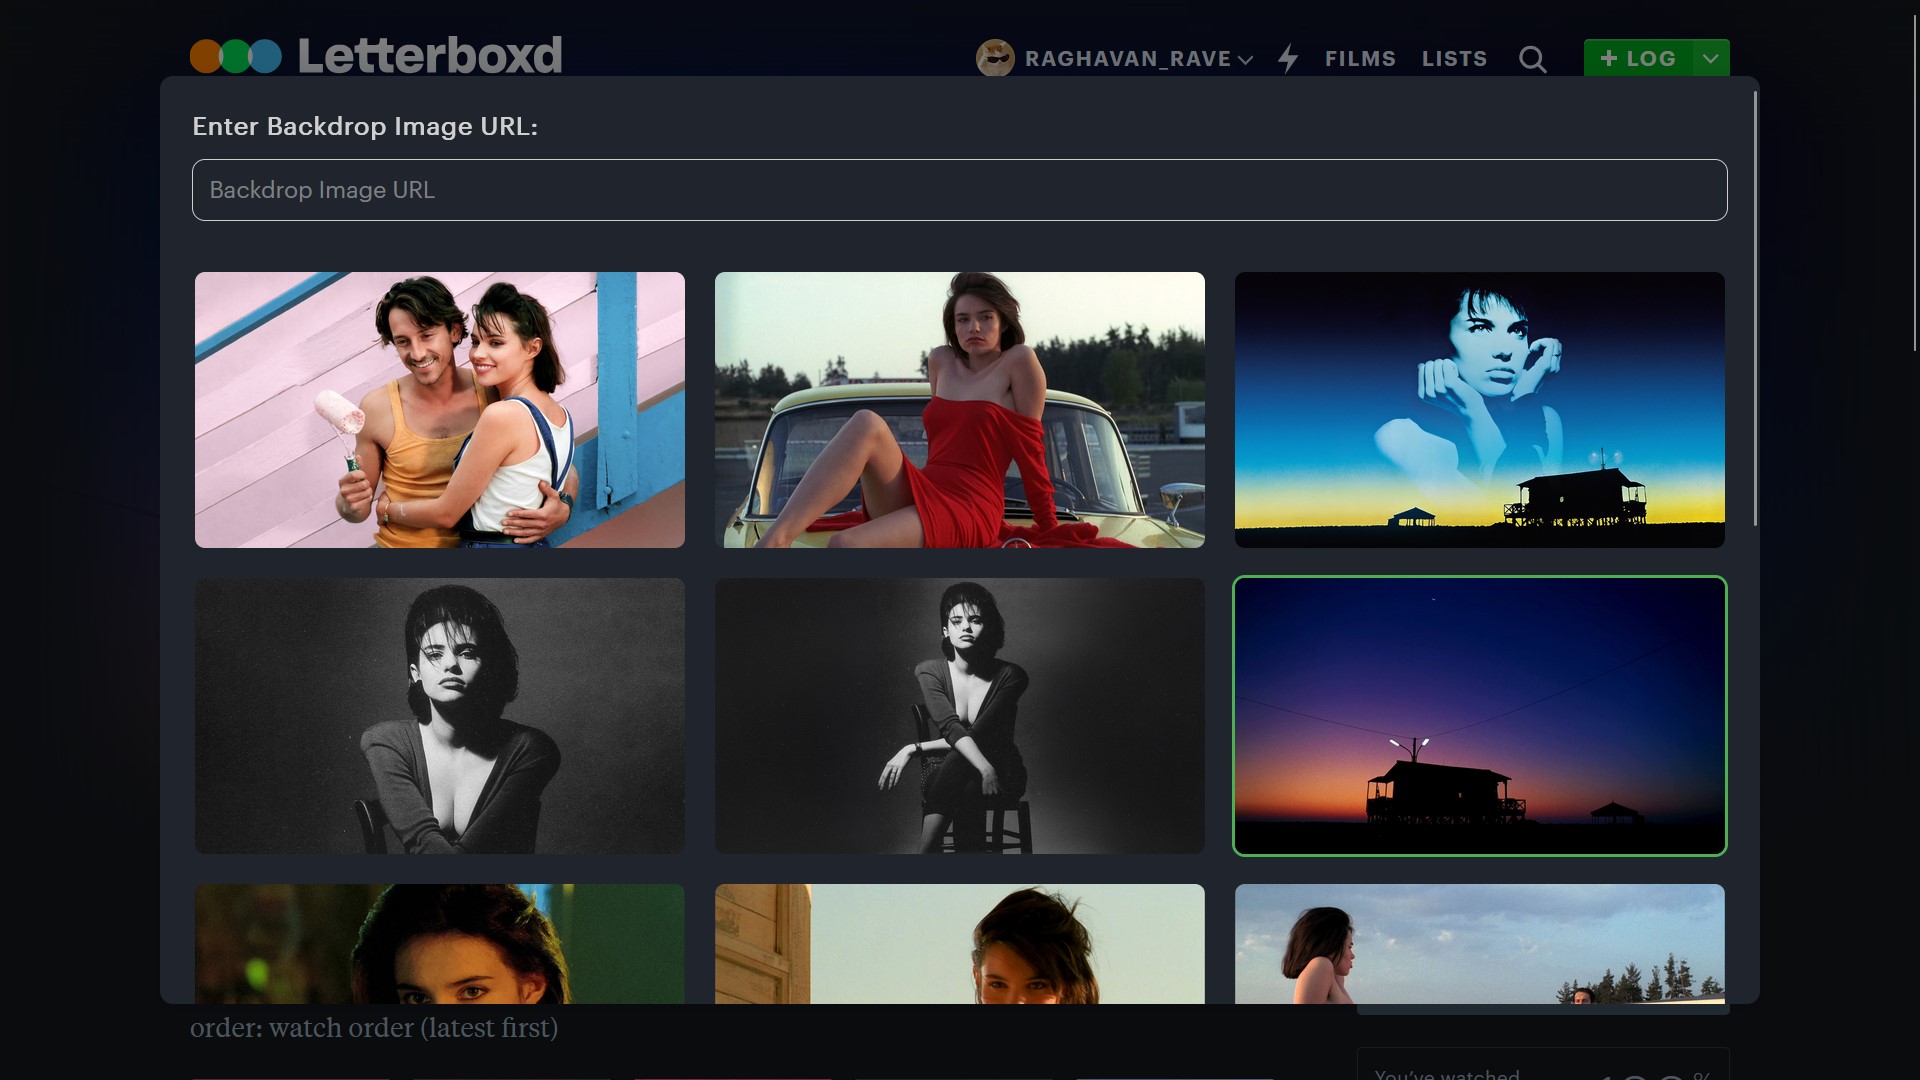 Letterboxd
RAGHAVAN_RAVE
FILMS
LISTS
+ LOG
Enter Backdrop Image URL:
Backdrop Image URL
order: watch order (latest first)
You've watched